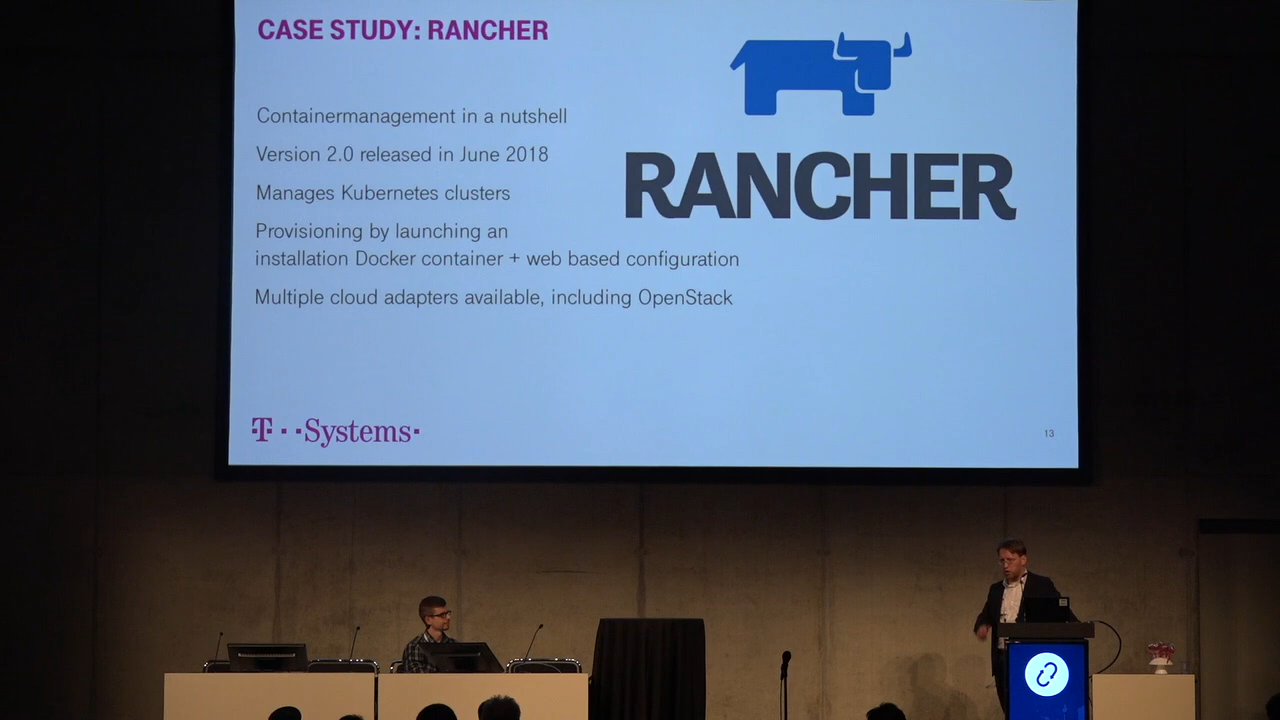 CASE STUDY: RANCHER
Containermanagement in a nutshell
Version 2.0 released in June 2018
Manages Kubernetes clusters
Provisioning by launching an
installation Docker container + web based configuration
Multiple cloud adapters available, including OpenStack
RANCHER
T··Systems·
13